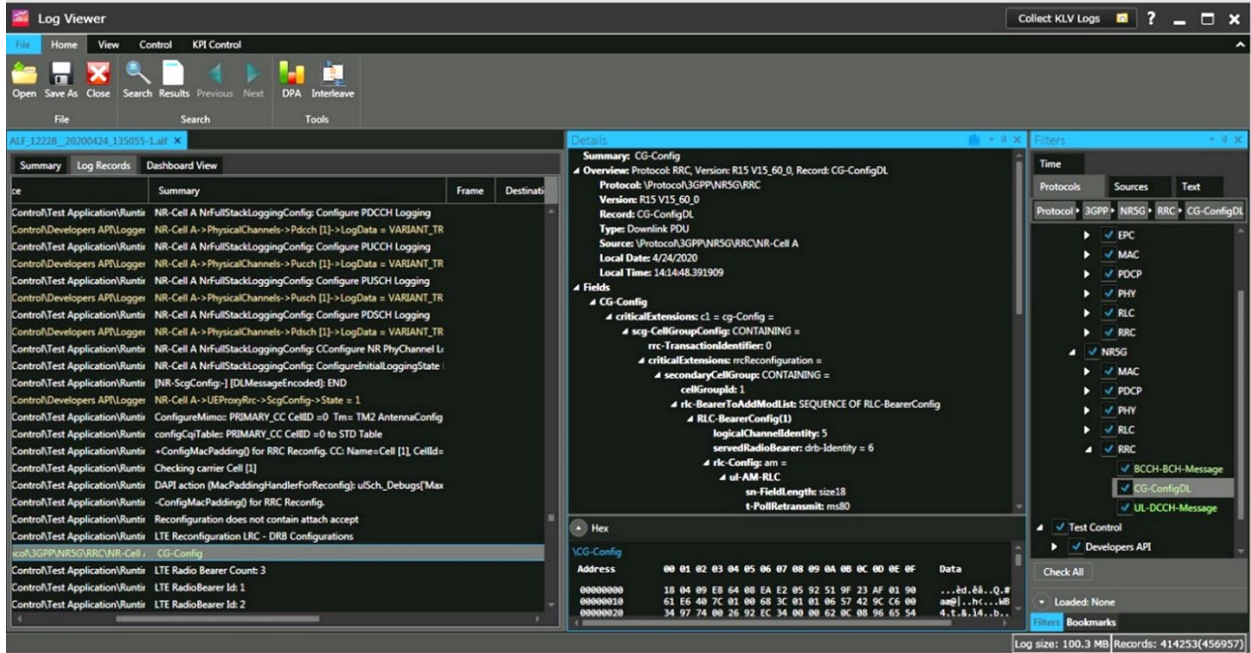 Log Viewer
Collect KLV Logs
?
File Home View Control KPI Control
Open Save As Close Search Results Previous Next DPA Interleave
File Search Tools
ALF_12228__20200424_135055-1.alf
Summary Log Records Dashboard View
ce Summary Frame Destinati
Control\Test Application\Runtir NR-Cell A NrFullStackLoggingConfig: Configure PDCCH Logging
Control\Developers API\Logger NR-Cell A->PhysicalChannels->Pdcch [1]->LogData = VARIANT_TR
Control\Test Application\Runtir NR-Cell A NrFullStackLoggingConfig: Configure PUCCH Logging
Control\Developers API\Logger NR-Cell A->PhysicalChannels->Pucch [1]->LogData = VARIANT_TR
Control\Test Application\Runtir NR-Cell A NrFullStackLoggingConfig: Configure PUSCH Logging
Control\Developers API\Logger NR-Cell A->PhysicalChannels->Pusch [1]->LogData = VARIANT_TR
Control\Test Application\Runtir NR-Cell A NrFullStackLoggingConfig: Configure PDSCH Logging
Control\Developers API\Logger NR-Cell A->PhysicalChannels->Pdsch [1]->LogData = VARIANT_TR
Control\Test Application\Runtir NR-Cell A NrFullStackLoggingConfig: CConfigure NR PhyChannel L
Control\Test Application\Runtir NR-Cell A NrFullStackLoggingConfig: ConfigureInitialLoggingState
Control\Test Application\Runtir [NR-ScgConfig:-] [DLMessageEncoded]: END
Control\Developers API\Logger NR-Cell A->UEProxyRrc->ScgConfig->State = 1
Control\Test Application\Runtir ConfigureMimo:: PRIMARY_CC CellID =0 Tm= TM2 AntennaConfig
Control\Test Application\Runtir configCqiTable:: PRIMARY_CC CellID =0 to STD Table
Control\Test Application\Runtir +ConfigMacPadding() for RRC Reconfig. CC: Name=Cell [1], CellId=
Control\Test Application\Runtir Checking carrier Cell [1]
Control\Test Application\Runtir DAPI action (MacPaddingHandlerForReconfig): ulSch._Debugs["Max
Control\Test Application\Runtir -ConfigMacPadding() for RRC Reconfig.
Control\Test Application\Runtir Reconfiguration does not contain attach accept
Control\Test Application\Runtir LTE Reconfiguration LRC - DRB Configurations
ocol\3GPP\NR5G\RRC\NR-Cell A CG-Config
Control\Test Application\Runtir LTE Radio Bearer Count: 3
Control\Test Application\Runtir LTE RadioBearer Id: 1
Control\Test Application\Runtir LTE RadioBearer Id: 2
Details
Summary: CG-Config
Overview: Protocol: RRC, Version: R15 V15_60_0, Record: CG-ConfigDL
Protocol: \Protocol\3GPP\NR5G\RRC
Version: R15 V15_60_0
Record: CG-ConfigDL
Type: Downlink PDU
Source: \Protocol\3GPP\NR5G\RRC\NR-Cell A
Local Date: 4/24/2020
Local Time: 14:14:48.391909
Fields
CG-Config
criticalExtensions: c1 = cg-Config =
scg-CellGroupConfig: CONTAINING =
rrc-TransactionIdentifier: 0
criticalExtensions: rrcReconfiguration =
secondaryCellGroup: CONTAINING =
cellGroupId: 1
rlc-BearerToAddModList: SEQUENCE OF RLC-BearerConfig
RLC-BearerConfig(1)
logicalChannelIdentity: 5
servedRadioBearer: drb-Identity = 6
rlc-Config: am =
ul-AM-RLC
sn-FieldLength: size18
t-PollRetransmit: ms80
Hex
\CG-Config
Address 00 01 02 03 04 05 06 07 08 09 0A 0B 0C 0D 0E 0F Data
00000000 18 04 09 E8 64 08 EA E2 05 92 51 9F 23 AF 01 90 ...èd.êâ..Q.#
00000010 61 E6 40 7C 01 00 68 3C 01 01 06 57 42 9C C6 00 aæ@|..h<...WB
00000020 34 97 74 00 26 92 EC 34 00 00 62 0C 08 96 65 54 4.t.&.ì4..b..
Filters
Time
Protocols Sources Text
Protocol 3GPP NR5G RRC CG-ConfigDL
EPC
MAC
PDCP
PHY
RLC
RRC
NR5G
MAC
PDCP
PHY
RLC
RRC
BCCH-BCH-Message
CG-ConfigDL
UL-DCCH-Message
Test Control
Developers API
Check All
Loaded: None
Filters Bookmarks
Log size: 100.3 MB Records: 414253(456957)